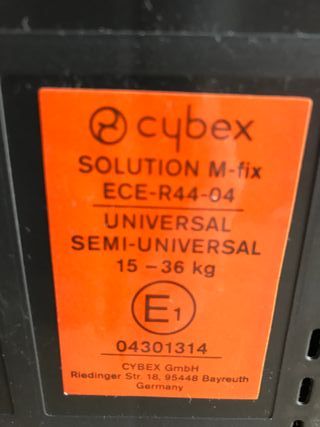 cybex
SOLUTION M-fix
ECE-R44-04
UNIVERSAL
SEMI-UNIVERSAL
15 - 36 kg
E1
04301314
CYBEX GmbH
Riedinger Str. 18, 95448 Bayreuth
Germany